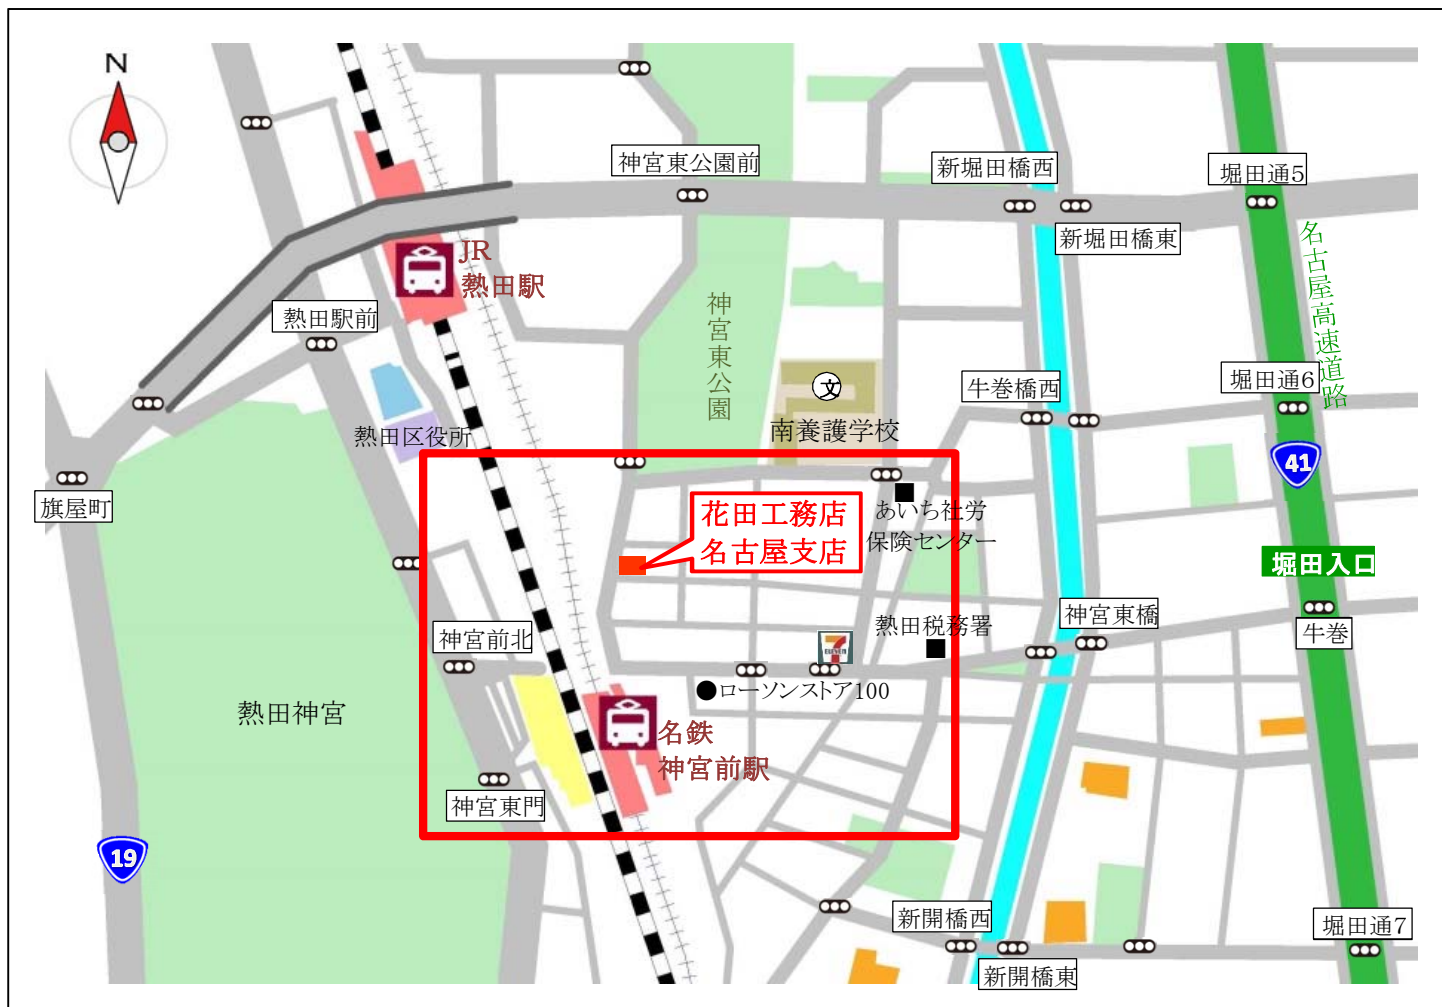 N
神宮東公園前
新堀田橋西
堀田通5
新堀田橋東
JR
熱田駅
名古屋高速道路
熱田駅前
神宮東公園
堀田通6
牛巻橋西
文
熱田区役所
南養護学校
41
旗屋町
花田工務店
名古屋支店
あいち社労
保険センター
堀田入口
神宮前北
熱田税務署
神宮東橋
牛巻
7
ELEVEN
ローソンストア100
熱田神宮
名鉄
神宮前駅
神宮東門
19
新開橋西
堀田通7
新開橋東